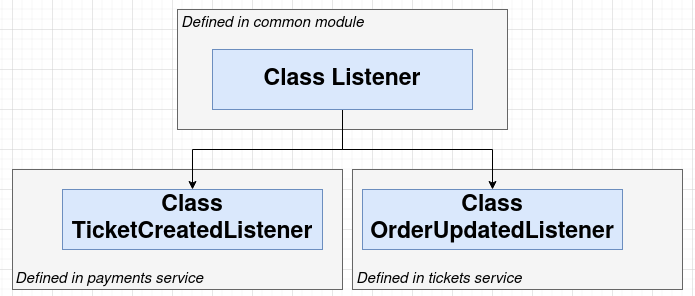 Defined in common module
Class Listener
Class
TicketCreatedListener
Defined in payments service
Class
OrderUpdatedListener
Defined in tickets service